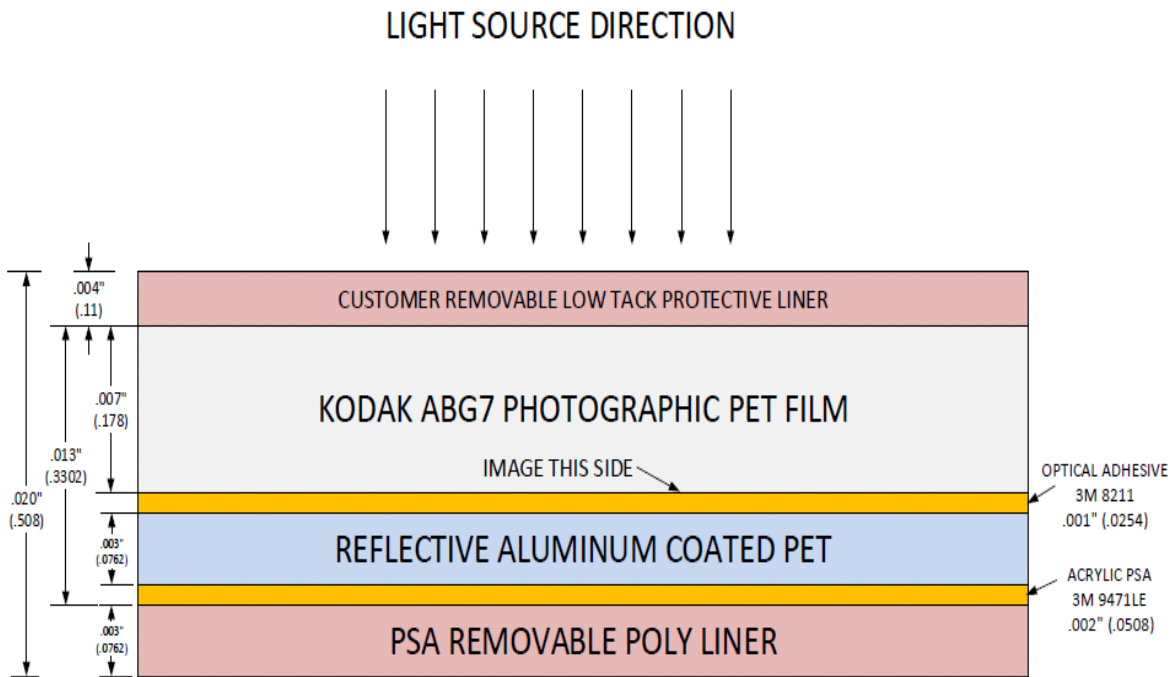 LIGHT SOURCE DIRECTION
.004"
(.11)
CUSTOMER REMOVABLE LOW TACK PROTECTIVE LINER
.007"
(.178)
KODAK ABG7 PHOTOGRAPHIC PET FILM
.013"
(.3302)
IMAGE THIS SIDE
.020"
(.508)
OPTICAL ADHESIVE
3M 8211
.001" (.0254)
.003"
(.0762)
REFLECTIVE ALUMINUM COATED PET
ACRYLIC PSA
3M 9471LE
.002" (.0508)
.003"
(.0762)
PSA REMOVABLE POLY LINER